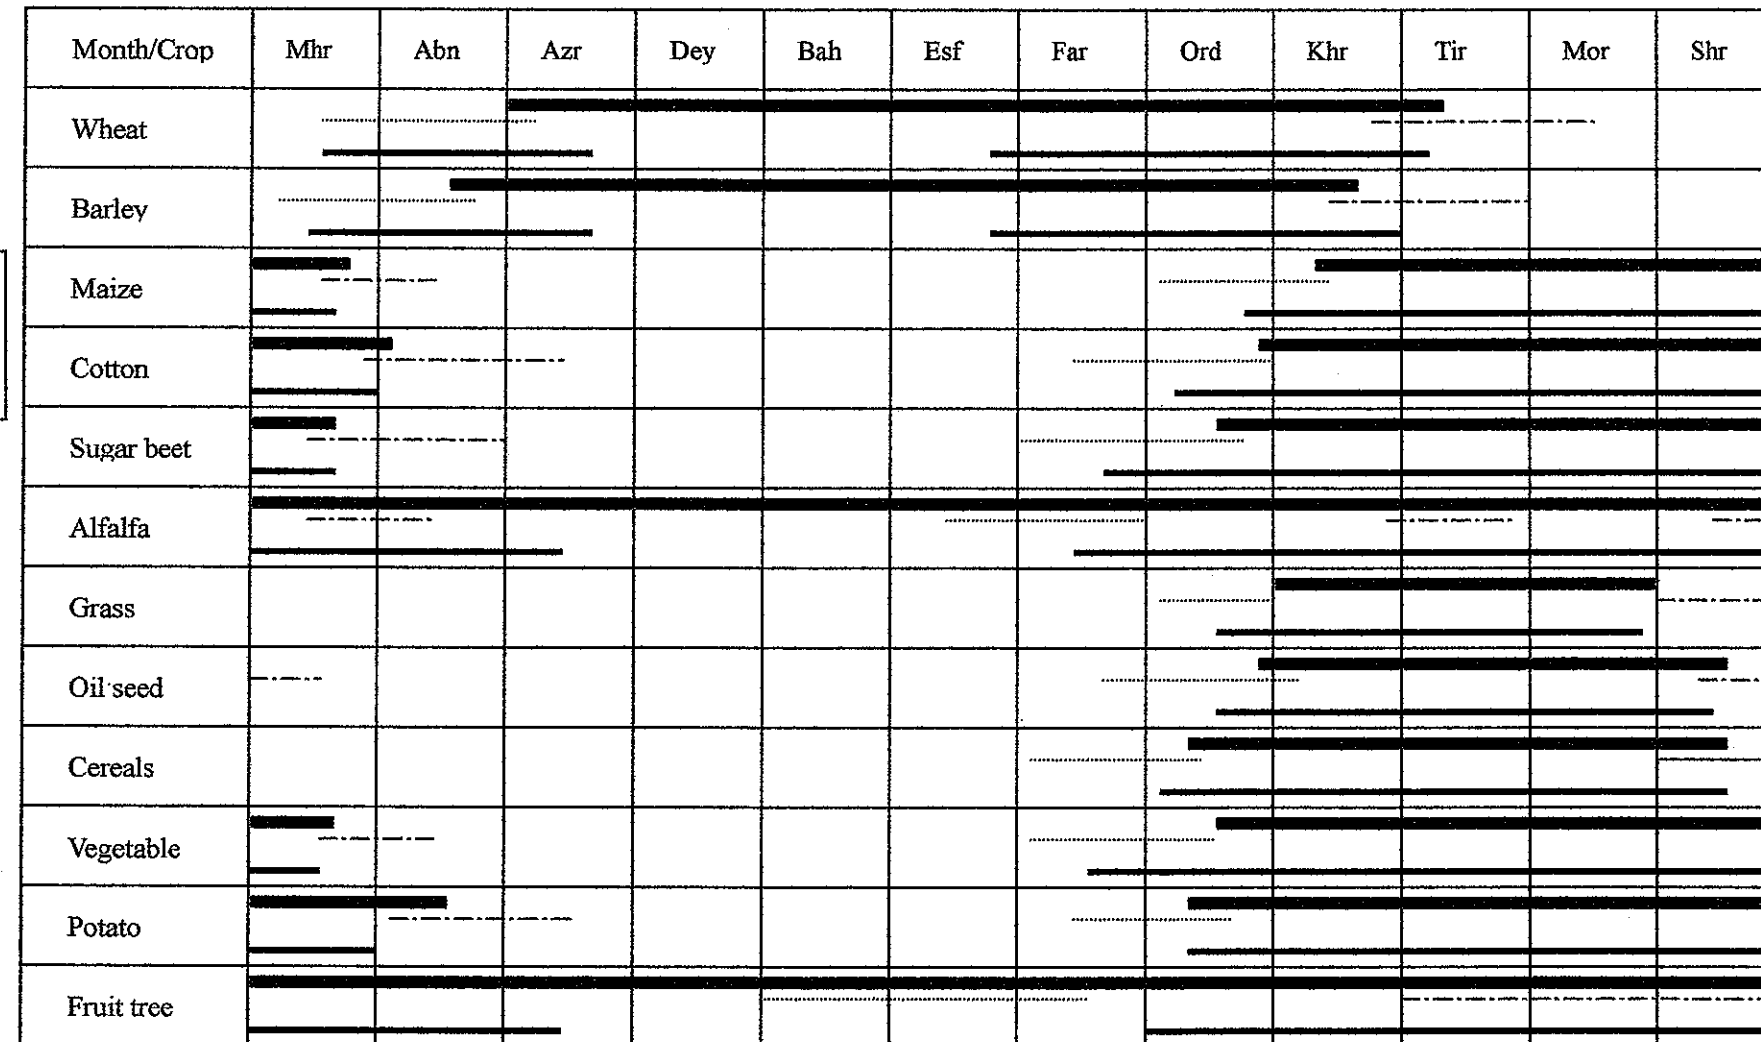 Month/Crop Mhr Abn Azr Dey Bah Esf Far Ord Khr Tir Mor Shr
Wheat
Barley
Maize
Cotton
Sugar beet
Alfalfa
Grass
Oil seed
Cereals
Vegetable
Potato
Fruit tree